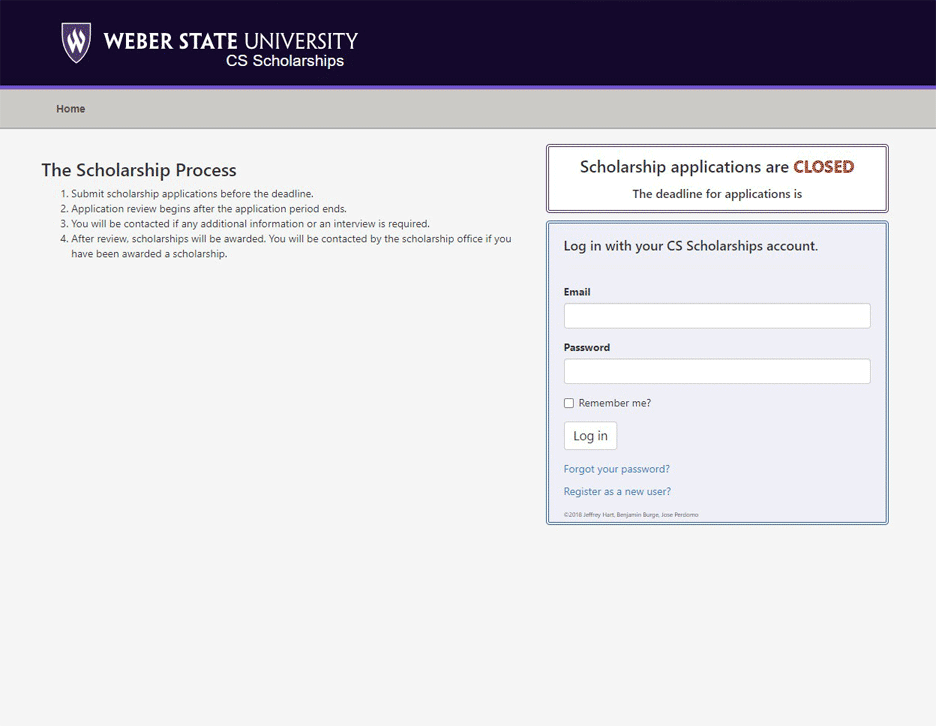 WEBER STATE UNIVERSITY
CS Scholarships
Home
The Scholarship Process
1. Submit scholarship applications before the deadline.
2. Application review begins after the application period ends.
3. You will be contacted if any additional information or an interview is required.
4. After review, scholarships will be awarded. You will be contacted by the scholarship office if you
have been awarded a scholarship.
Scholarship applications are CLOSED
The deadline for applications is
Log in with your CS Scholarships account.
Email
Password
Remember me?
Log in
Forgot your password?
Register as a new user?
©2018 Jeffrey Hart, Benjamin Burge, Jose Perdomo